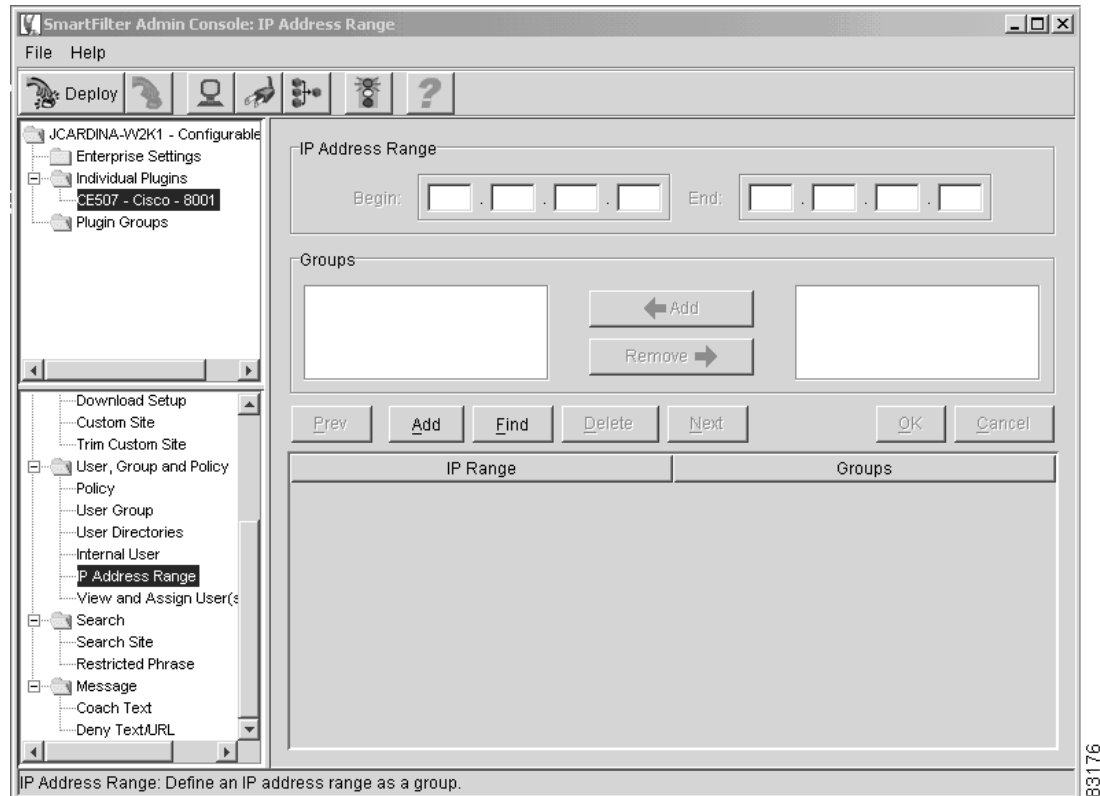 SmartFilter Admin Console: IP Address Range
File Help
Deploy
JCARDINA-W2K1 - Configurable
Enterprise Settings
Individual Plugins
CE507 - Cisco - 8001
Plugin Groups
Download Setup
Custom Site
Trim Custom Site
User, Group and Policy
Policy
User Group
User Directories
Internal User
IP Address Range
View and Assign User(s
Search
Search Site
Restricted Phrase
Message
Coach Text
Deny Text/URL
IP Address Range
Begin: . . . End: . . .
Groups
Add
Remove
Prev Add Find Delete Next OK Cancel
IP Range Groups
IP Address Range: Define an IP address range as a group.
83176